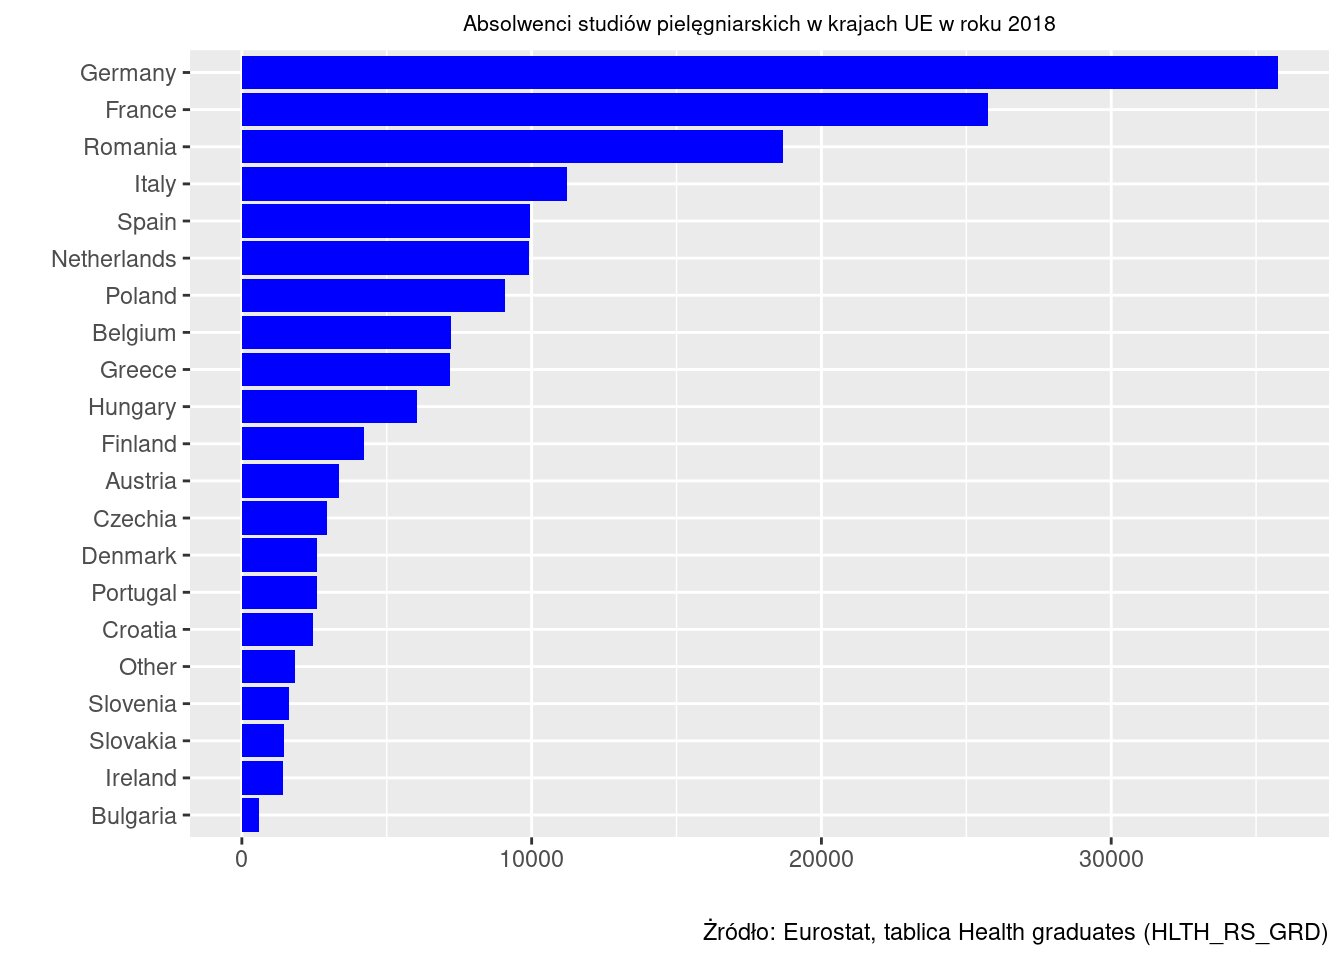 Absolwenci studiów pielęgniarskich w krajach UE w roku 2018
Germany
France
Romania
Italy
Spain
Netherlands
Poland
Belgium
Greece
Hungary
Finland
Austria
Czechia
Denmark
Portugal
Croatia
Other
Slovenia
Slovakia
Ireland
Bulgaria
0 10000 20000 30000
Źródło: Eurostat, tablica Health graduates (HLTH_RS_GRD)